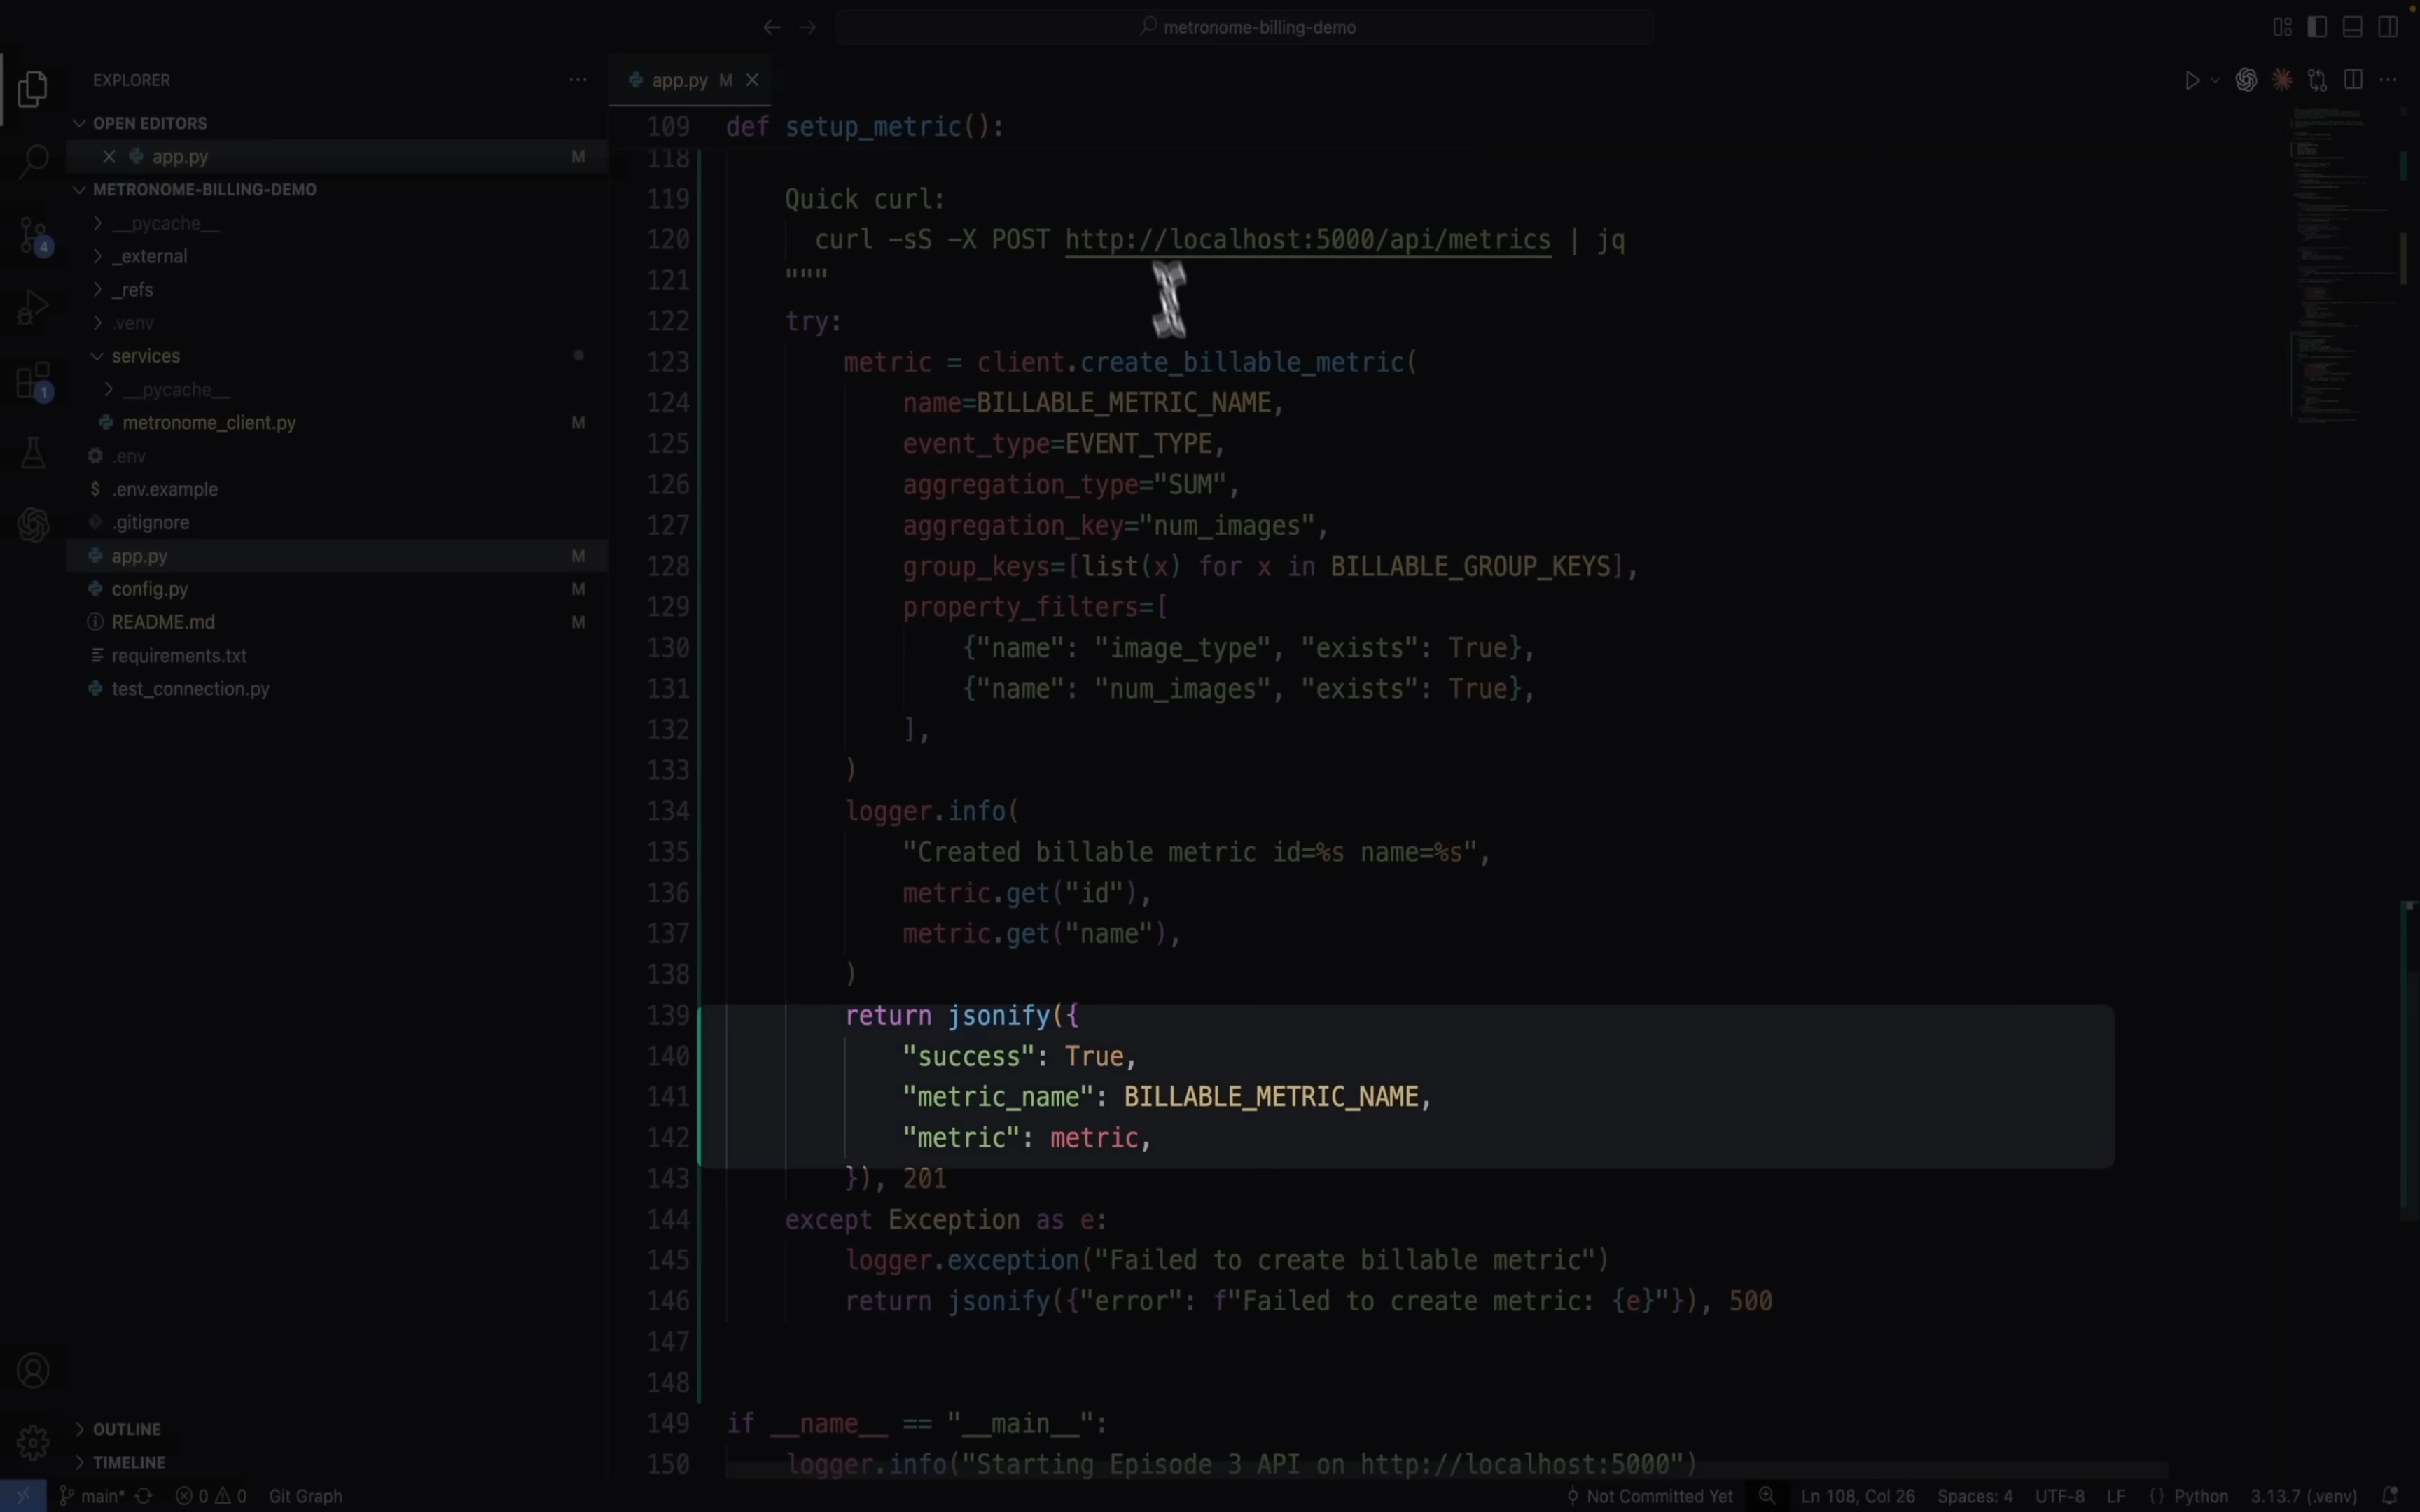 metronome-billing-demo
EXPLORER
OPEN EDITORS
app.py M
METRONOME-BILLING-DEMO
__pycache__
_external
_refs
.venv
services
__pycache__
metronome_client.py M
.env
$ .env.example
.gitignore
app.py M
config.py M
README.md M
requirements.txt
test_connection.py
OUTLINE
TIMELINE
4
1
app.py M
109 def setup_metric():
118
119 Quick curl:
120 curl -sS -X POST http://localhost:5000/api/metrics | jq
121 """
122 try:
123 metric = client.create_billable_metric(
124 name=BILLABLE_METRIC_NAME,
125 event_type=EVENT_TYPE,
126 aggregation_type="SUM",
127 aggregation_key="num_images",
128 group_keys=[list(x) for x in BILLABLE_GROUP_KEYS],
129 property_filters=[
130 {"name": "image_type", "exists": True},
131 {"name": "num_images", "exists": True},
132 ],
133 )
134 logger.info(
135 "Created billable metric id=%s name=%s",
136 metric.get("id"),
137 metric.get("name"),
138 )
139 return jsonify({
140 "success": True,
141 "metric_name": BILLABLE_METRIC_NAME,
142 "metric": metric,
143 }), 201
144 except Exception as e:
145 logger.exception("Failed to create billable metric")
146 return jsonify({"error": f"Failed to create metric: {e}"}), 500
147
148
149 if __name__ == "__main__":
150 logger.info("Starting Episode 3 API on http://localhost:5000")
main* 0 0 Git Graph Not Committed Yet Ln 108, Col 26 Spaces: 4 UTF-8 LF {} Python 3.13.7 (.venv)